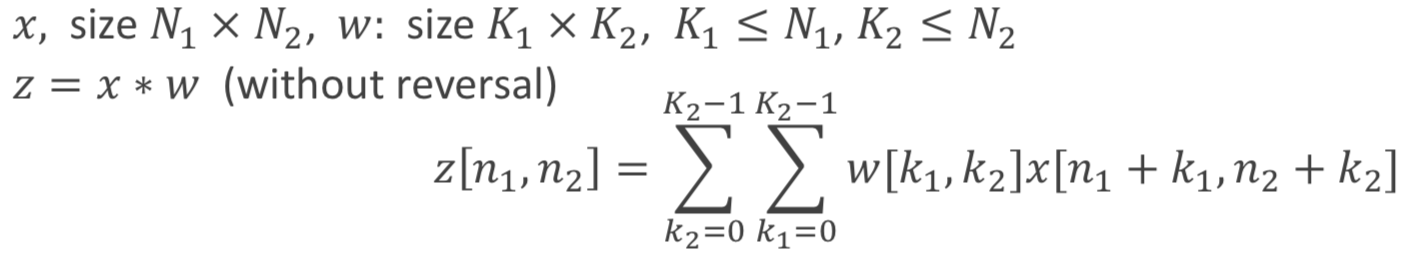 x, size N₁ × N₂, w: size K₁ × K₂, K₁ ≤ N₁, K₂ ≤ N₂
z = x ∗ w (without reversal)
z[n₁, n₂] = ∑_{k₂=0}^{K₂−1} ∑_{k₁=0}^{K₂−1} w[k₁, k₂]x[n₁ + k₁, n₂ + k₂]